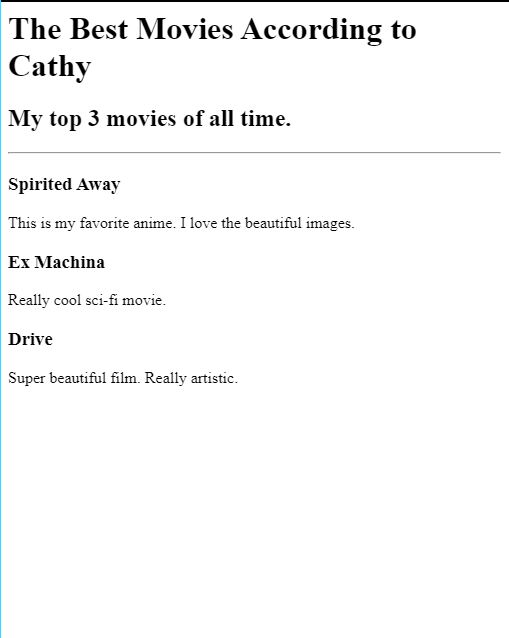 The Best Movies According to
Cathy
My top 3 movies of all time.
Spirited Away
This is my favorite anime. I love the beautiful images.
Ex Machina
Really cool sci-fi movie.
Drive
Super beautiful film. Really artistic.